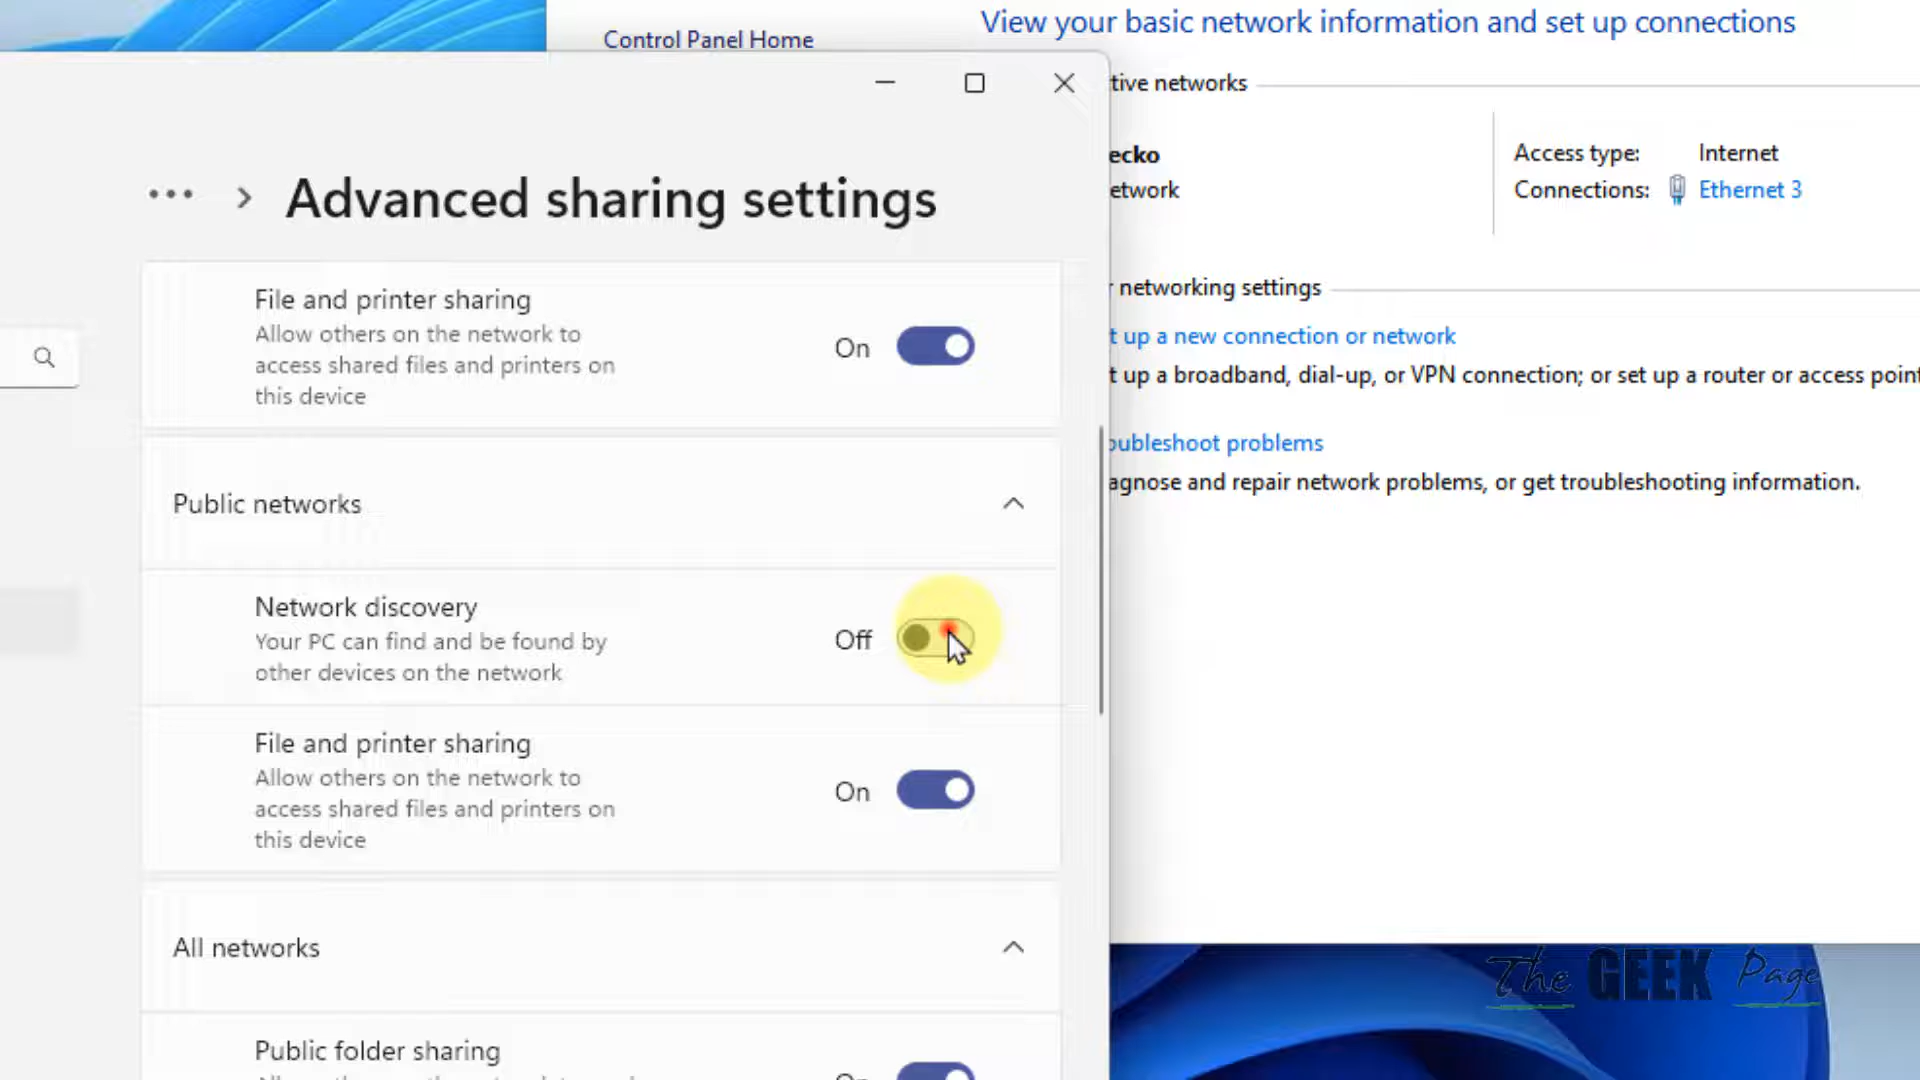 Control Panel Home
View your basic network information and set up connections
tive networks
ecko
etwork
Access type: Internet
Connections: Ethernet 3
r networking settings
t up a new connection or network
t up a broadband, dial-up, or VPN connection; or set up a router or access point
oubleshoot problems
agnose and repair network problems, or get troubleshooting information.
Advanced sharing settings
File and printer sharing
Allow others on the network to
access shared files and printers on
this device
On
Public networks
Network discovery
Your PC can find and be found by
other devices on the network
Off
File and printer sharing
Allow others on the network to
access shared files and printers on
this device
On
All networks
Public folder sharing
On
The GEEK Page